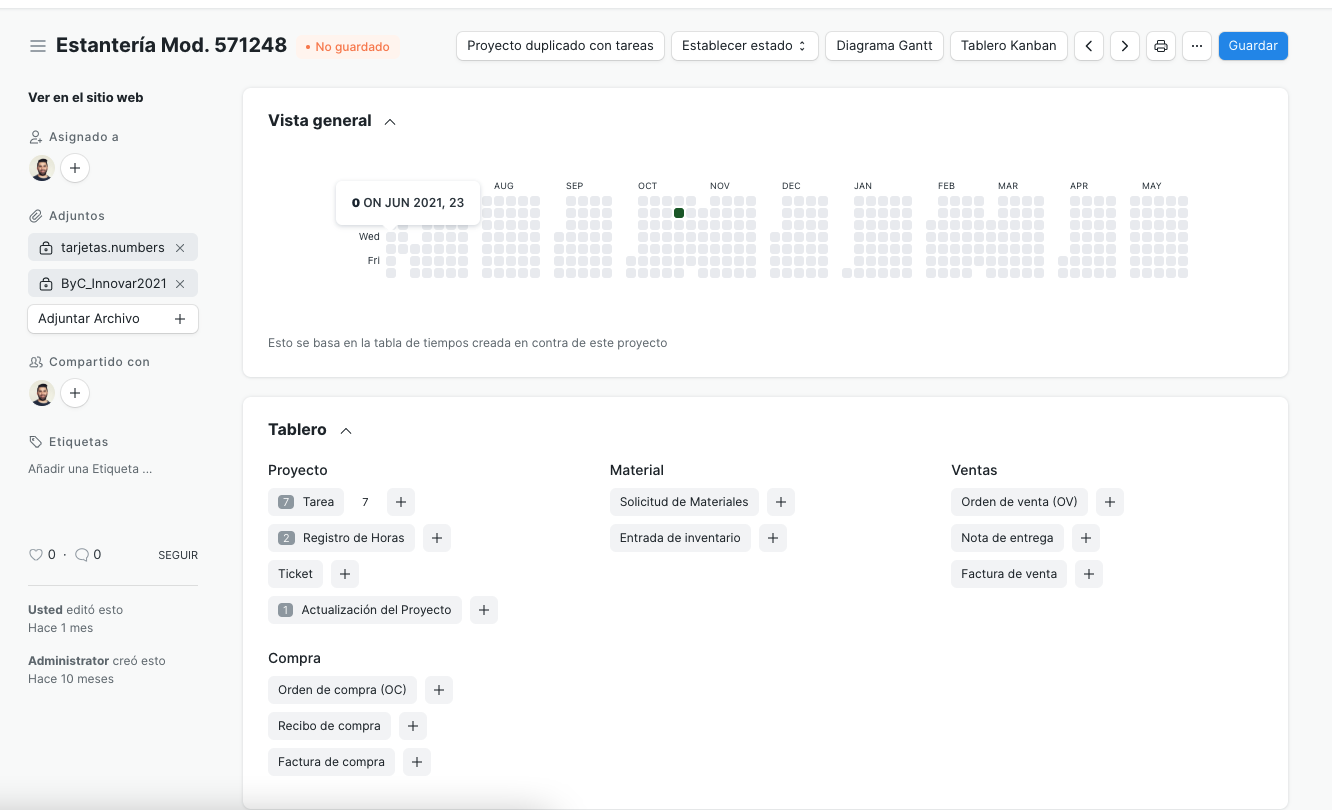 Estantería Mod. 571248
• No guardado
Proyecto duplicado con tareas
Establecer estado
Diagrama Gantt
Tablero Kanban
Guardar
Ver en el sitio web
Asignado a
Adjuntos
tarjetas.numbers
ByC_Innovar2021
Adjuntar Archivo
Compartido con
Etiquetas
Añadir una Etiqueta ...
0 · 0
SEGUIR
Usted editó esto
Hace 1 mes
Administrator creó esto
Hace 10 meses
Vista general
0 ON JUN 2021, 23
AUG SEP OCT NOV DEC JAN FEB MAR APR MAY
Wed
Fri
Esto se basa en la tabla de tiempos creada en contra de este proyecto
Tablero
Proyecto
7 Tarea 7
2 Registro de Horas
Ticket
1 Actualización del Proyecto
Material
Solicitud de Materiales
Entrada de inventario
Ventas
Orden de venta (OV)
Nota de entrega
Factura de venta
Compra
Orden de compra (OC)
Recibo de compra
Factura de compra